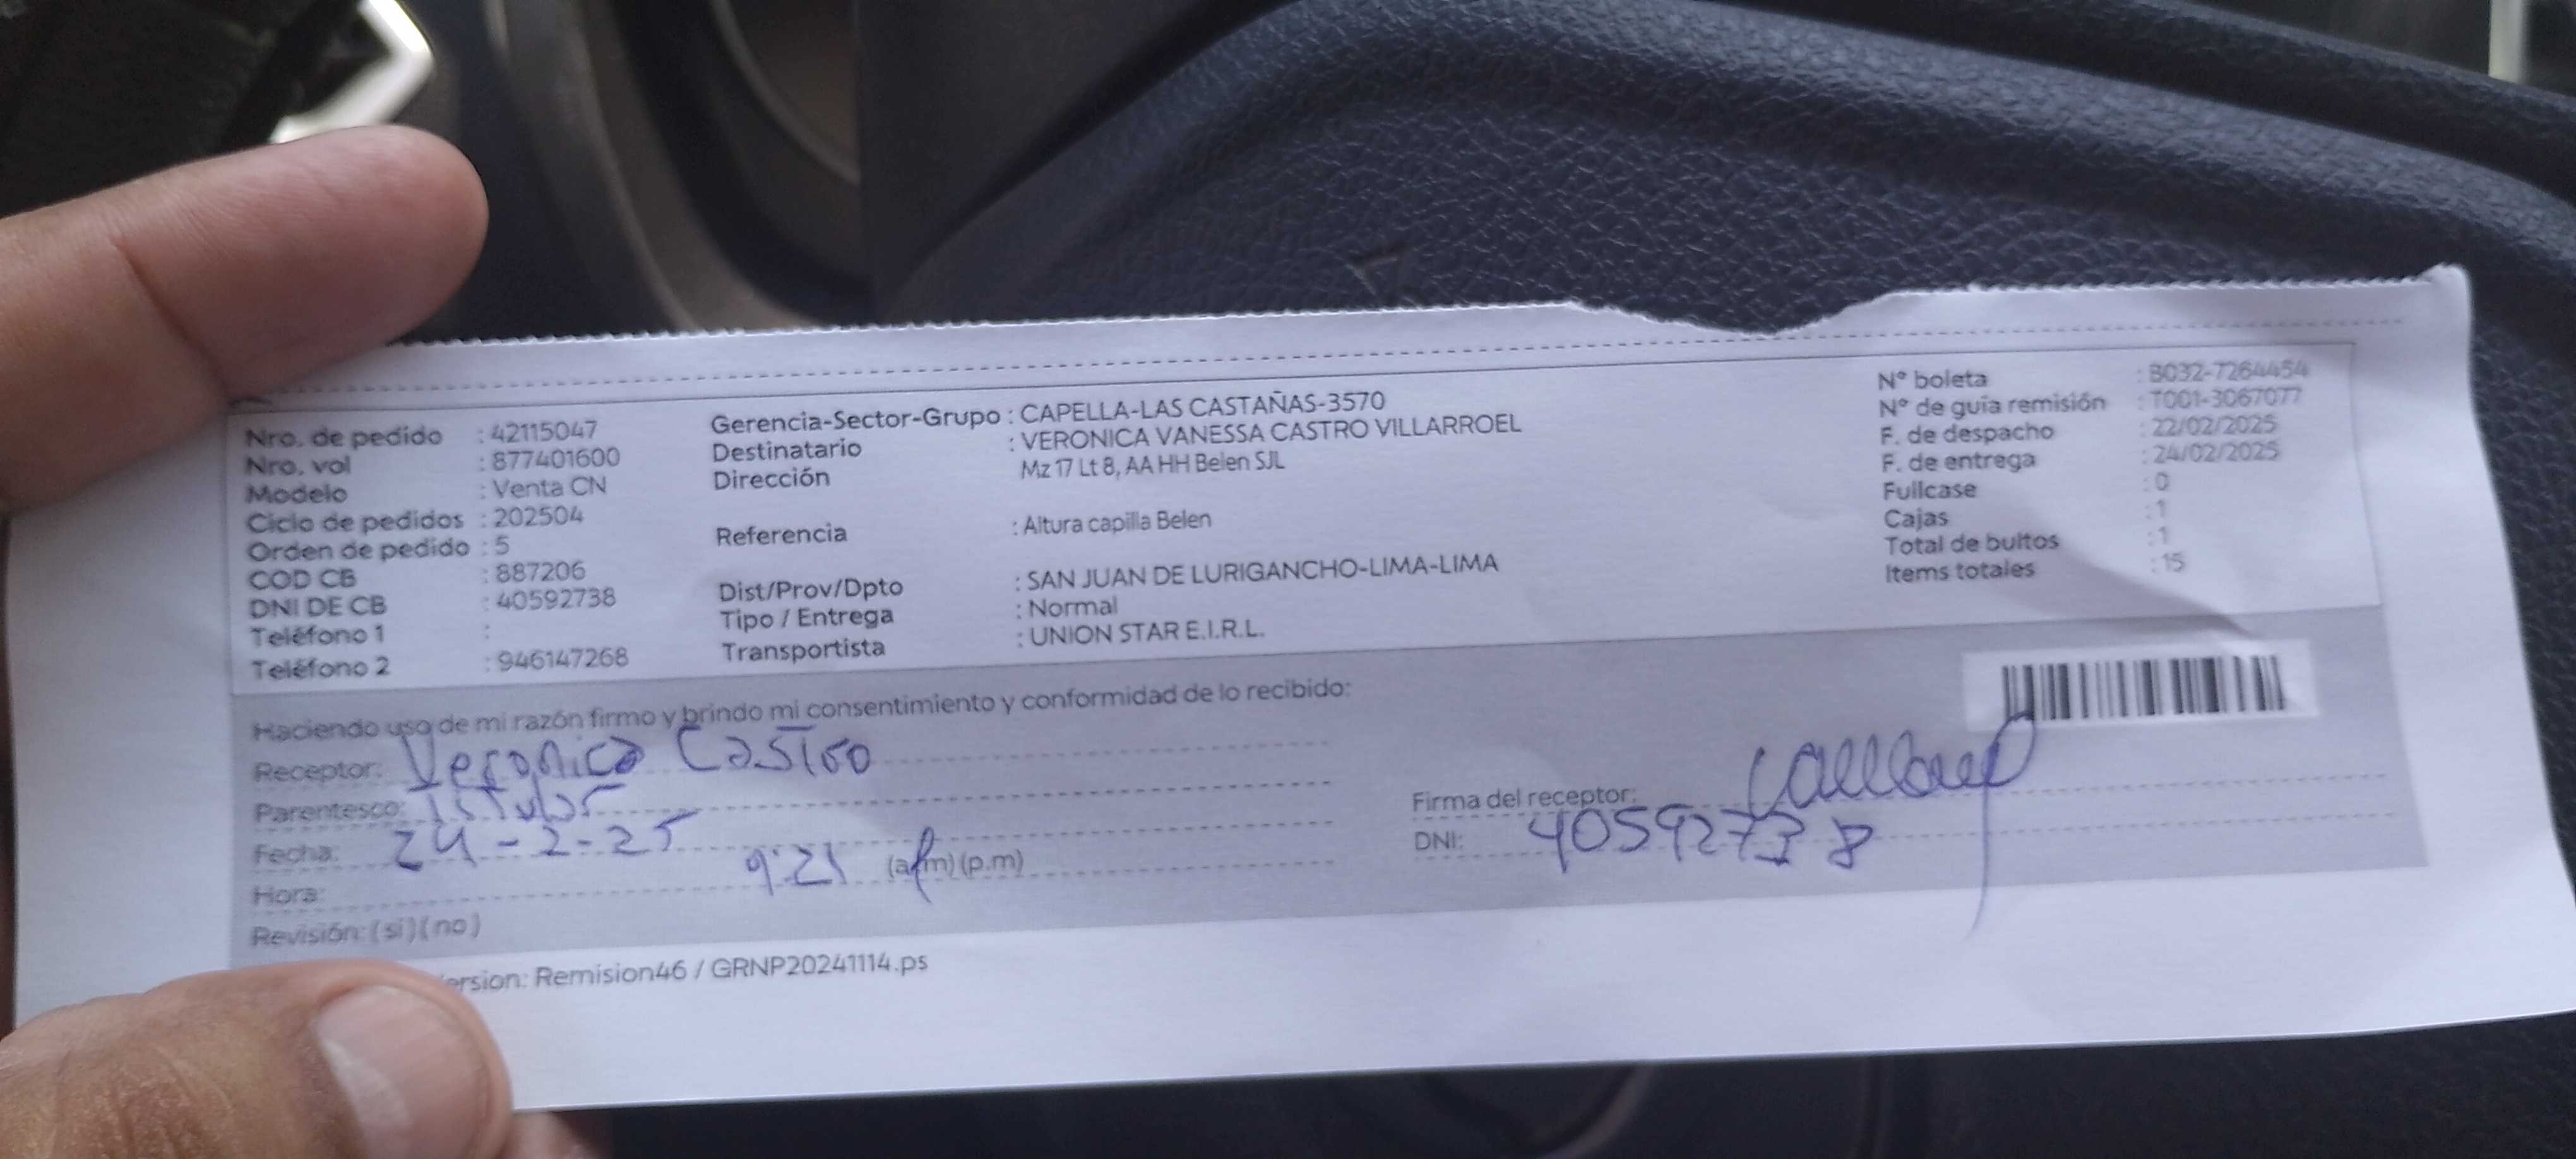 Nro. de pedido : 42115047
Nro. vol : 877401600
Modelo : Venta CN
Ciclo de pedidos : 202504
Orden de pedido : 5
COD CB : 887206
DNI DE CB : 40592738
Teléfono 1 :
Teléfono 2 : 946147268
Gerencia-Sector-Grupo : CAPELLA-LAS CASTAÑAS-3570
Destinatario : VERONICA VANESSA CASTRO VILLARROEL
Dirección Mz 17 Lt 8, AA HH Belen SJL
Referencia : Altura capilla Belen
Dist/Prov/Dpto : SAN JUAN DE LURIGANCHO-LIMA-LIMA
Tipo / Entrega : Normal
Transportista : UNION STAR E.I.R.L.
N° boleta : B032-7264454
N° de guía remisión : T001-3067077
F. de despacho : 22/02/2025
F. de entrega : 24/02/2025
Fullcase : 0
Cajas : 1
Total de bultos : 1
Items totales : 15
Haciendo uso de mi razón firmo y brindo mi consentimiento y conformidad de lo recibido:
Receptor: Veronica Castro
Parentesco:
Fecha: 24-2-25
Hora: 9:21 (a.m) (p.m)
Revisión: (si) (no)
Firma del receptor:
DNI: 40592738
ersion: Remision46 / GRNP20241114.ps